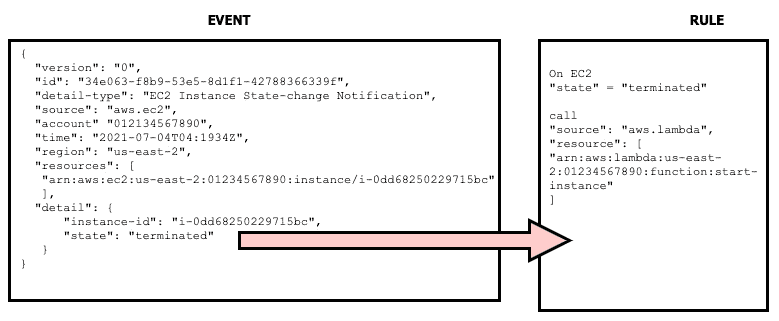 EVENT
{
"version": "0",
"id": "34e063-f8b9-53e5-8d1f1-42788366339f",
"detail-type": "EC2 Instance State-change Notification",
"source": "aws.ec2",
"account" "012134567890",
"time": "2021-07-04T04:1934Z",
"region": "us-east-2",
"resources": [
"arn:aws:ec2:us-east-2:01234567890:instance/i-0dd68250229715bc"
],
"detail": {
"instance-id": "i-0dd68250229715bc",
"state": "terminated"
}
}
RULE
On EC2
"state" = "terminated"
call
"source": "aws.lambda",
"resource": [
"arn:aws:lambda:us-east-
2:01234567890:function:start-
instance"
]